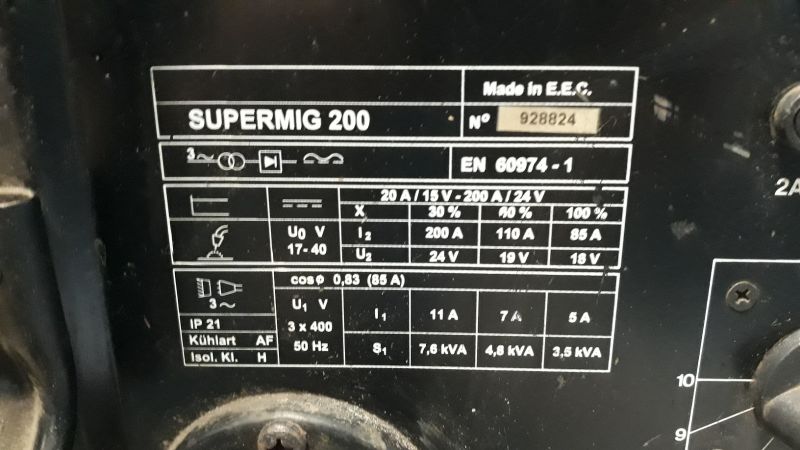 Made in E.E.C.
SUPERMIG 200
Nº 928824
3~
EN 60974-1
20 A / 15 V - 200 A / 24 V
X 30 % 60 % 100 %
U0 V
17-40
I2 200 A 110 A 85 A
U2 24 V 19 V 18 V
cosφ 0,83 (85 A)
3~
U1 V
3 x 400
50 Hz
I1 11 A 7 A 5 A
S1 7,6 kVA 4,8 kVA 3,5 kVA
IP 21
Kühlart AF
Isol. Kl. H
2A
10
9